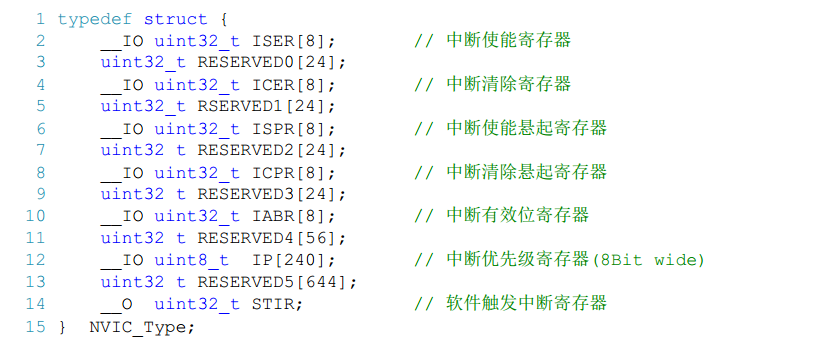 1 typedef struct {
2 __IO uint32_t ISER[8]; // 中断使能寄存器
3 uint32_t RESERVED0[24];
4 __IO uint32_t ICER[8]; // 中断清除寄存器
5 uint32_t RSERVED1[24];
6 __IO uint32_t ISPR[8]; // 中断使能悬起寄存器
7 uint32 t RESERVED2[24];
8 __IO uint32_t ICPR[8]; // 中断清除悬起寄存器
9 uint32 t RESERVED3[24];
10 __IO uint32_t IABR[8]; // 中断有效位寄存器
11 uint32 t RESERVED4[56];
12 __IO uint8_t IP[240]; // 中断优先级寄存器(8Bit wide)
13 uint32 t RESERVED5[644];
14 __O uint32_t STIR; // 软件触发中断寄存器
15 } NVIC_Type;